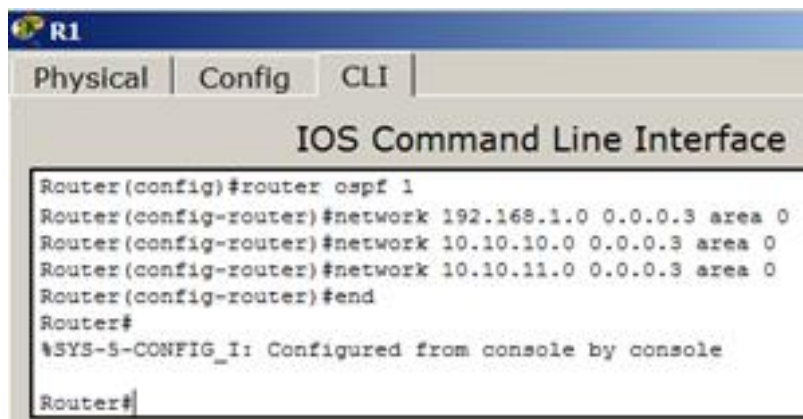 R1
Physical Config CLI
IOS Command Line Interface
Router(config)#router ospf 1
Router(config-router)#network 192.168.1.0 0.0.0.3 area 0
Router(config-router)#network 10.10.10.0 0.0.0.3 area 0
Router(config-router)#network 10.10.11.0 0.0.0.3 area 0
Router(config-router)#end
Router#
%SYS-5-CONFIG_I: Configured from console by console
Router#